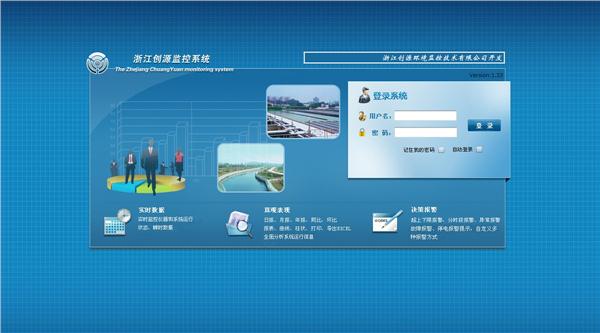 浙江创源监控系统
The Zhejiang ChuangYuan monitoring system
浙江创源环境监控技术有限公司开发
Version:1.33
登录系统
用户名:
密 码:
登 录
记住我的密码
自动登录
实时数据
实时监控仪器和系统运行
状态、瞬时数据
直观表现
日报、月报、年报、同比、环比
报表、曲线、柱状、打印、导出EXCEL
全面分析系统运行信息
决策报警
超上下限报警、分时段报警、异常报警
故障报警、停电报警提示,自定义多
种报警方式